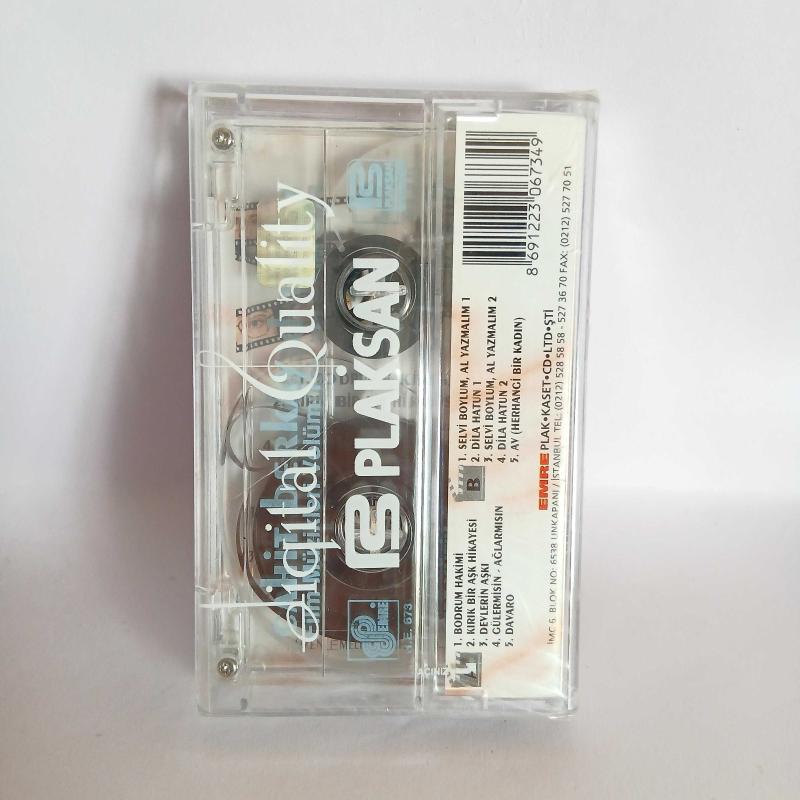 Digital Quality
PLAKSAN
EMRE
E. 673
AÇINIZ
1. BODRUM HAKİMİ
2. KIRIK BİR AŞK HİKAYESİ
3. DEVLERİN AŞKI
4. GÜLERMISIN - AĞLARMISIN
5. DAVARO
B
1. SELVİ BOYLUM, AL YAZMALIM 1
2. DİLA HATUN 1
3. SELVİ BOYLUM, AL YAZMALIM 2
4. DİLA HATUN 2
5. AY (HERHANGİ BİR KADIN)
8 691223 067349
EMRE PLAK•KASET•CD•LTD•ŞTİ
İMC 6. BLOK NO: 6538 UNKAPANI / İSTANBUL TEL: (0212) 528 58 58 - 527 36 70 FAX: (0212) 527 70 51